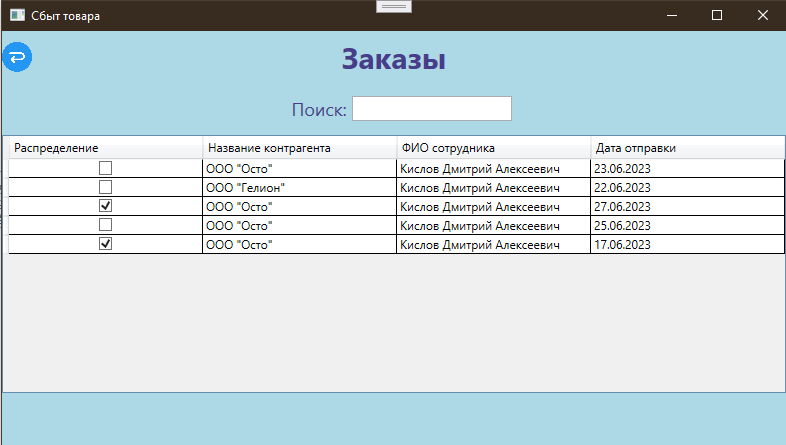 Сбыт товара
Заказы
Поиск:
Распределение Название контрагента ФИО сотрудника Дата отправки
ООО "Осто" Кислов Дмитрий Алексеевич 23.06.2023
ООО "Гелион" Кислов Дмитрий Алексеевич 22.06.2023
ООО "Осто" Кислов Дмитрий Алексеевич 27.06.2023
ООО "Осто" Кислов Дмитрий Алексеевич 25.06.2023
ООО "Осто" Кислов Дмитрий Алексеевич 17.06.2023